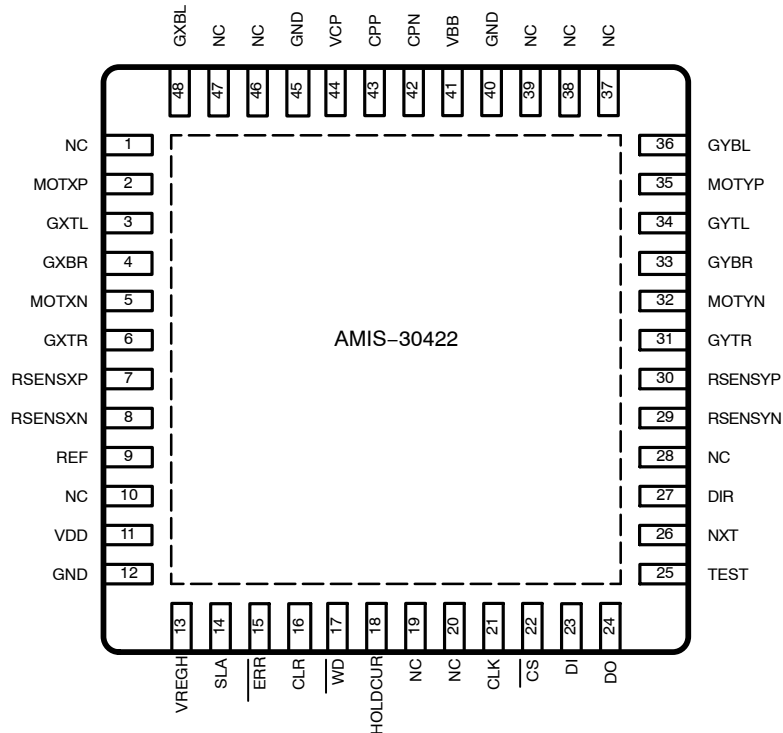 GXBL NC NC GND VCP CPP CPN VBB GND NC NC NC
48 47 46 45 44 43 42 41 40 39 38 37
NC 1 36 GYBL
MOTXP 2 35 MOTYP
GXTL 3 34 GYTL
GXBR 4 33 GYBR
MOTXN 5 32 MOTYN
GXTR 6 AMIS−30422 31 GYTR
RSENSXP 7 30 RSENSYP
RSENSXN 8 29 RSENSYN
REF 9 28 NC
NC 10 27 DIR
VDD 11 26 NXT
GND 12 25 TEST
13 14 15 16 17 18 19 20 21 22 23 24
VREGH SLA ERR CLR WD HOLDCUR NC NC CLK CS DI DO